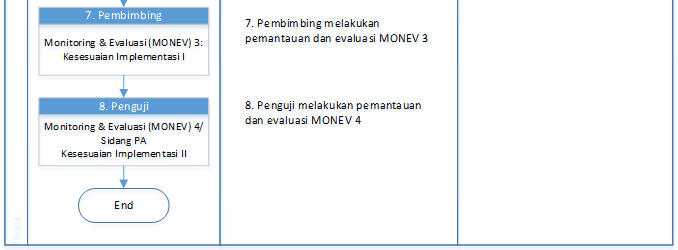 7. Pembimbing
Monitoring & Evaluasi (MONEV) 3:
Kesesuaian Implementasi I
7. Pembimbing melakukan
pemantauan dan evaluasi MONEV 3
8. Penguji
Monitoring & Evaluasi (MONEV) 4/
Sidang PA
Kesesuaian Implementasi II
8. Penguji melakukan pemantauan
dan evaluasi MONEV 4
End